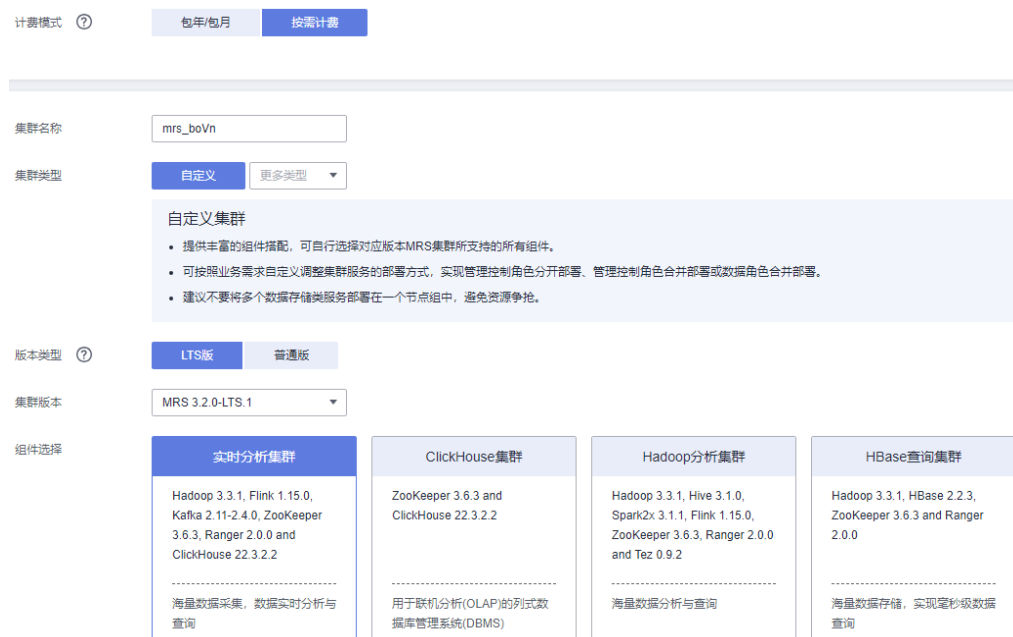 计费模式 ? 包年/包月 按需计费
集群名称 mrs_boVn
集群类型 自定义 更多类型
自定义集群
• 提供丰富的组件搭配，可自行选择对应版本MRS集群所支持的所有组件。
• 可按照业务需求自定义调整集群服务的部署方式，实现管理控制角色分开部署、管理控制角色合并部署或数据角色合并部署。
• 建议不要将多个数据存储类服务部署在一个节点组中，避免资源争抢。
版本类型 ? LTS版 普通版
集群版本 MRS 3.2.0-LTS.1
组件选择
实时分析集群
Hadoop 3.3.1, Flink 1.15.0,
Kafka 2.11-2.4.0, ZooKeeper
3.6.3, Ranger 2.0.0 and
ClickHouse 22.3.2.2
海量数据采集，数据实时分析与
查询
ClickHouse集群
ZooKeeper 3.6.3 and
ClickHouse 22.3.2.2
用于联机分析(OLAP)的列式数
据库管理系统(DBMS)
Hadoop分析集群
Hadoop 3.3.1, Hive 3.1.0,
Spark2x 3.1.1, Flink 1.15.0,
ZooKeeper 3.6.3, Ranger 2.0.0
and Tez 0.9.2
海量数据分析与查询
HBase查询集群
Hadoop 3.3.1, HBase 2.2.3,
ZooKeeper 3.6.3 and Ranger
2.0.0
海量数据存储，实现毫秒级数据
查询